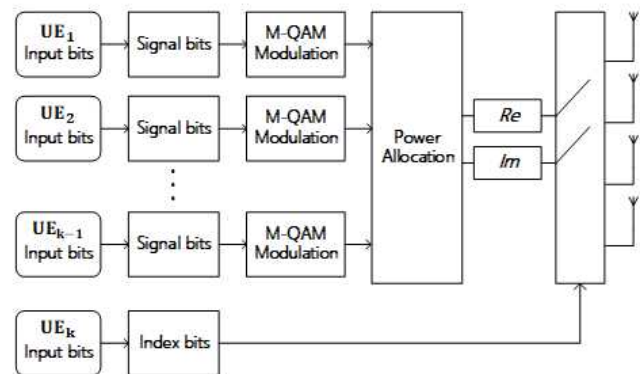 UE₁
Input bits
Signal bits
M-QAM
Modulation
UE₂
Input bits
Signal bits
M-QAM
Modulation
Power
Allocation
Re
Im
UEₖ₋₁
Input bits
Signal bits
M-QAM
Modulation
UEₖ
Input bits
Index bits